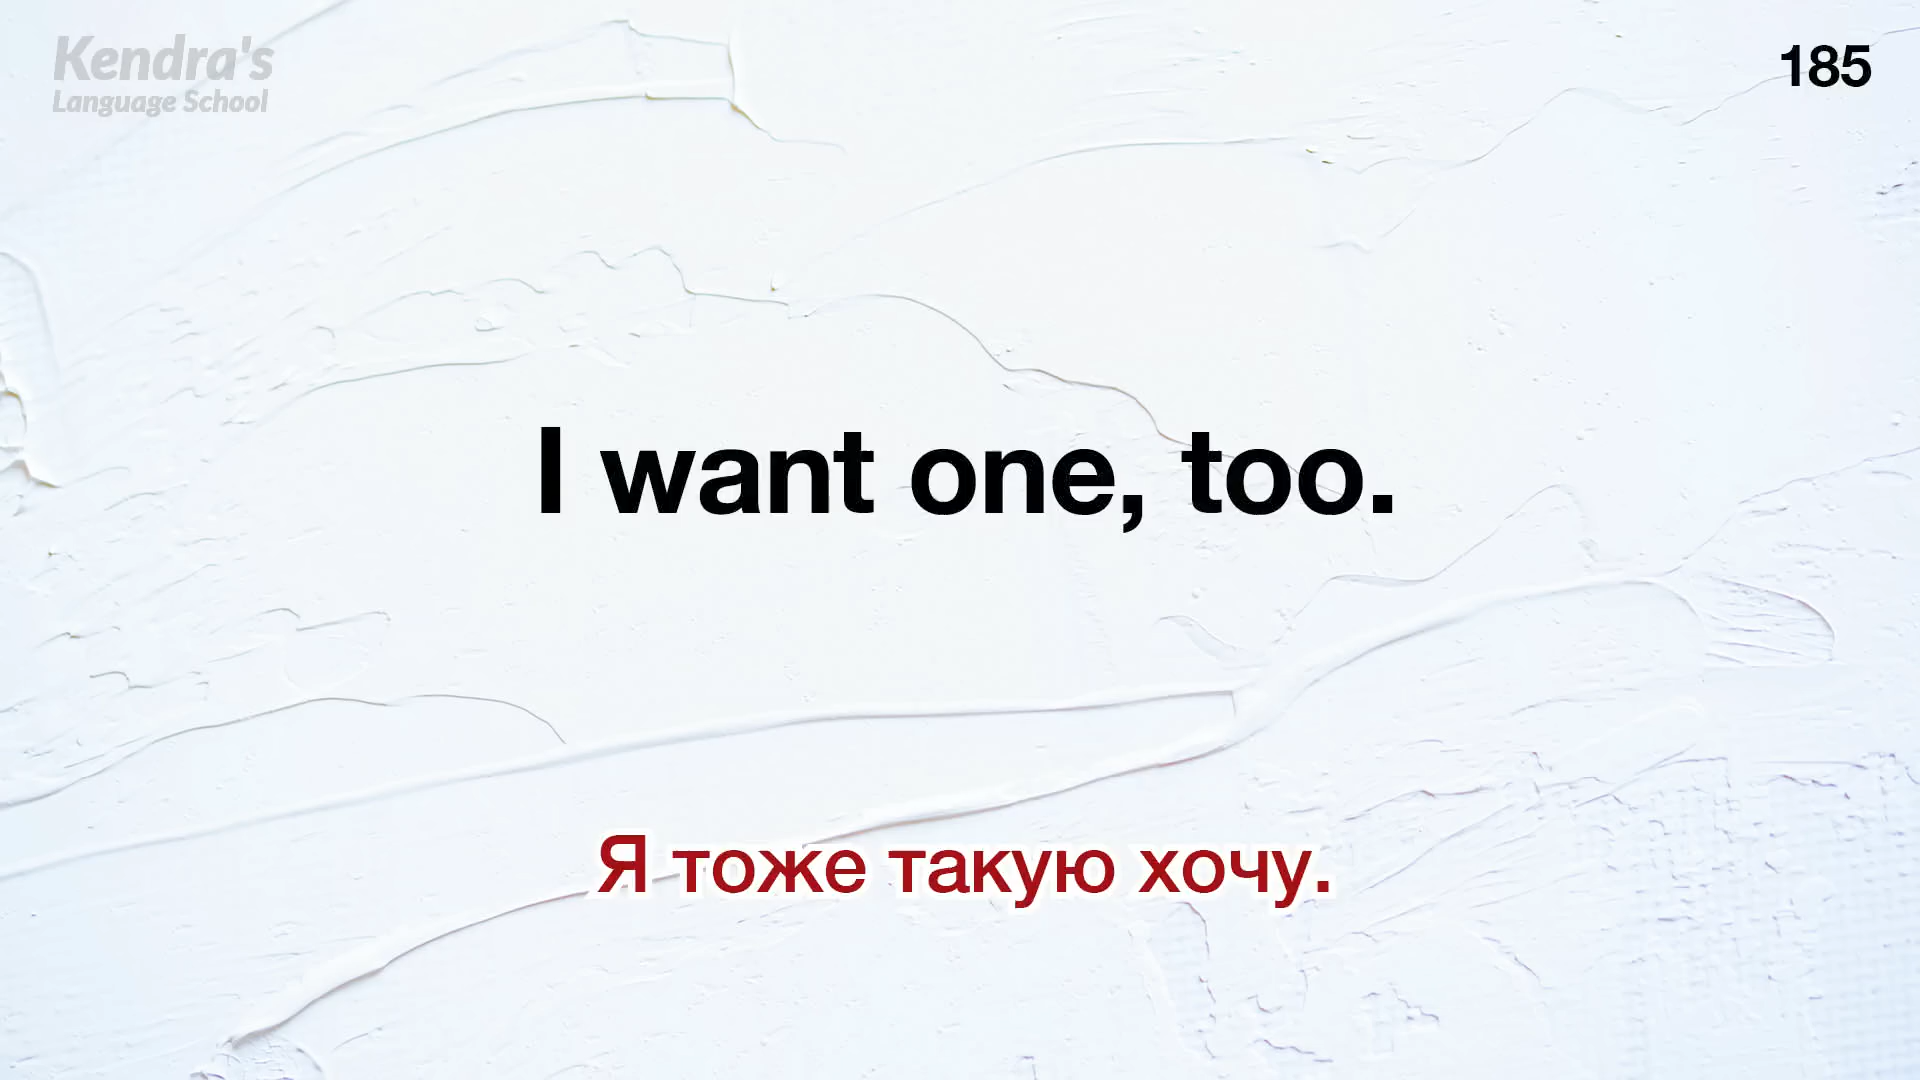 Kendra's
Language School
185
I want one, too.
Я тоже такую хочу.